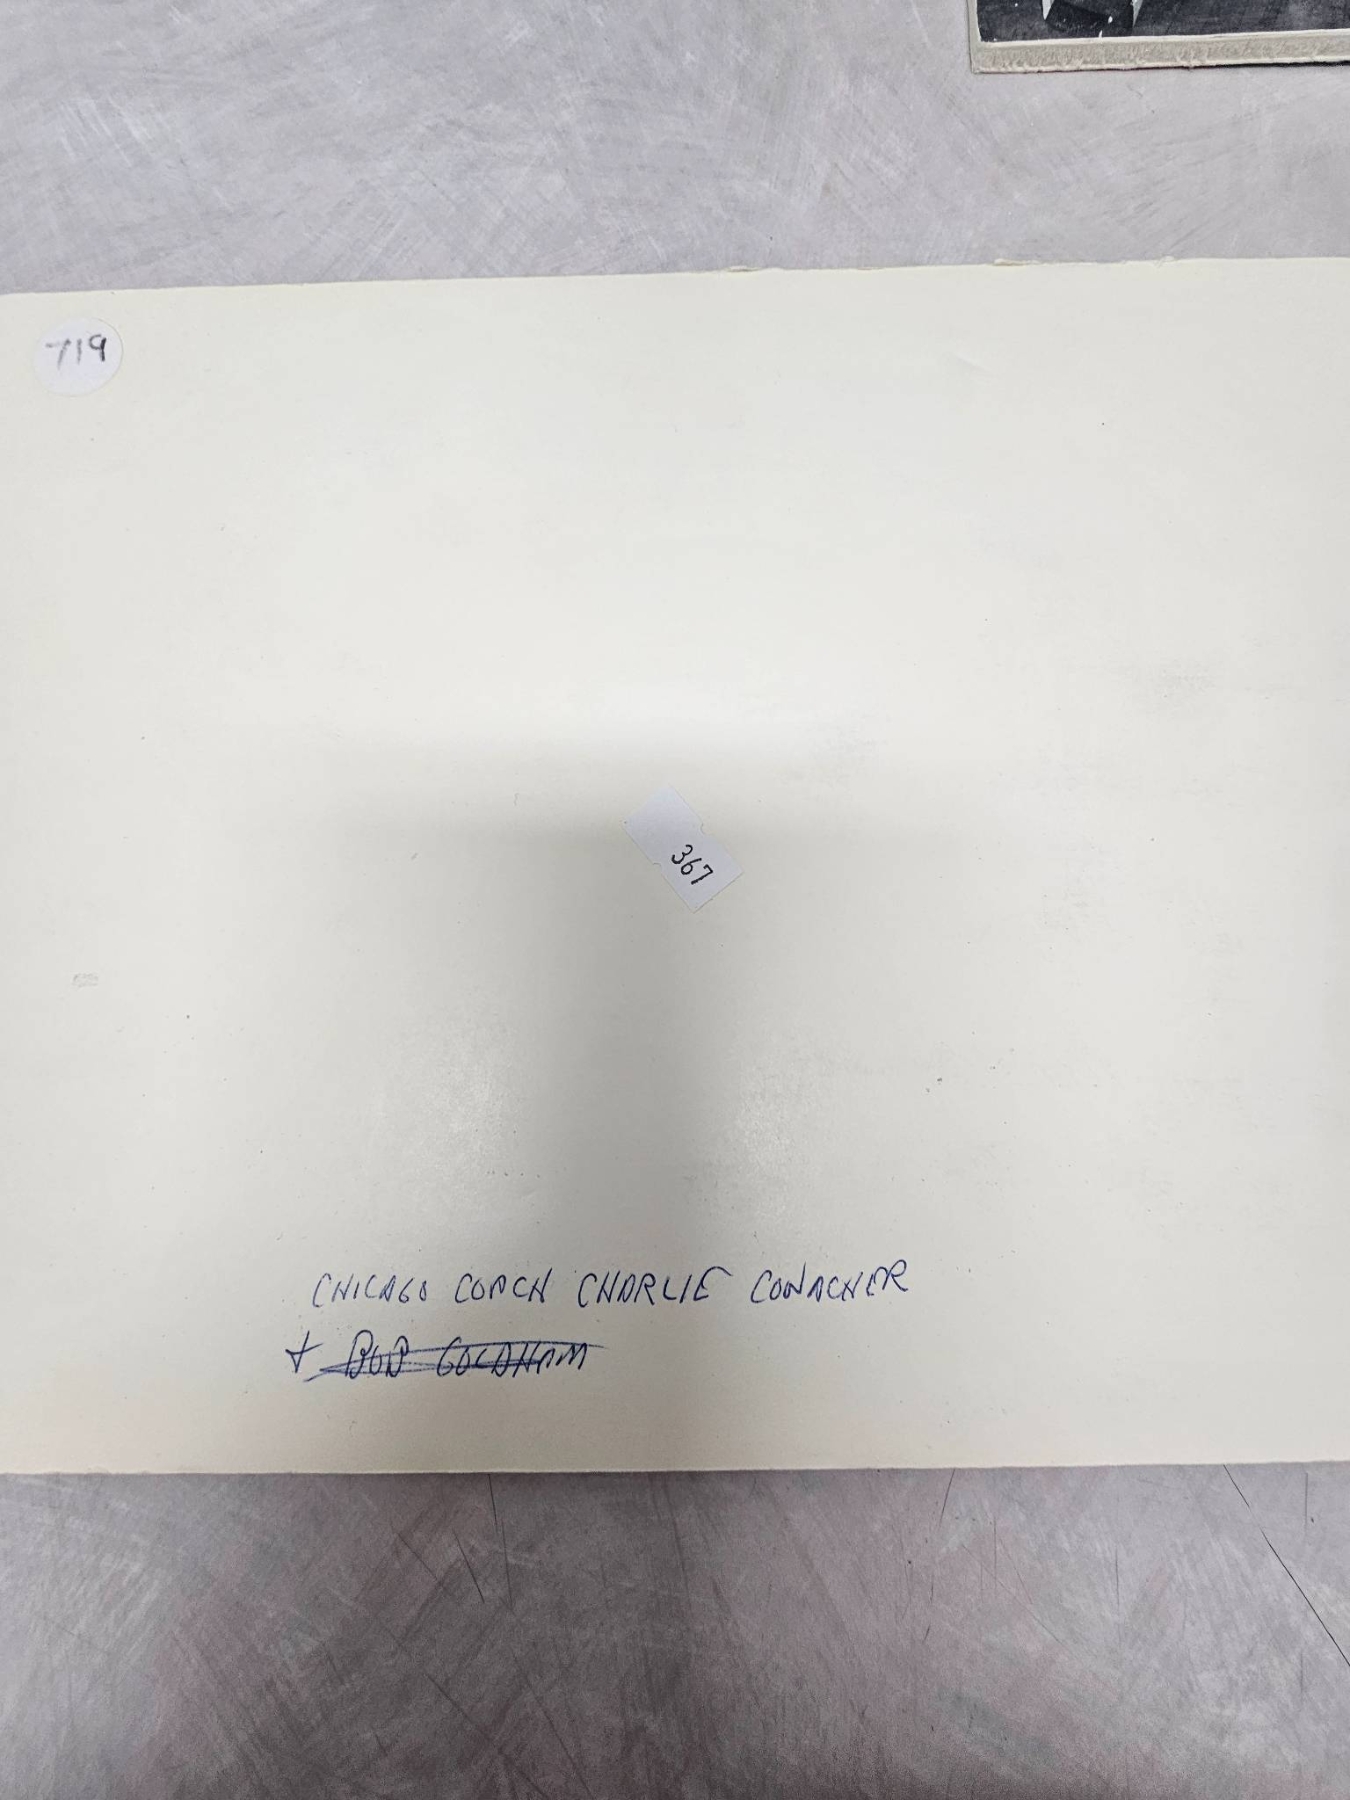 719
367
CHICAGO COACH CHARLIE CONACHER
+ BOB GOLDHAM